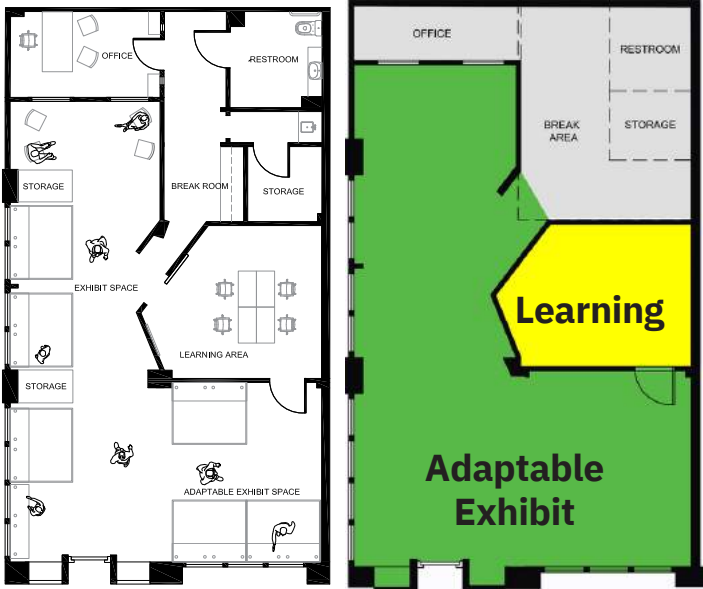 OFFICE
RESTROOM
STORAGE
BREAK ROOM
STORAGE
EXHIBIT SPACE
LEARNING AREA
STORAGE
ADAPTABLE EXHIBIT SPACE
OFFICE
RESTROOM
BREAK
AREA
STORAGE
Learning
Adaptable
Exhibit